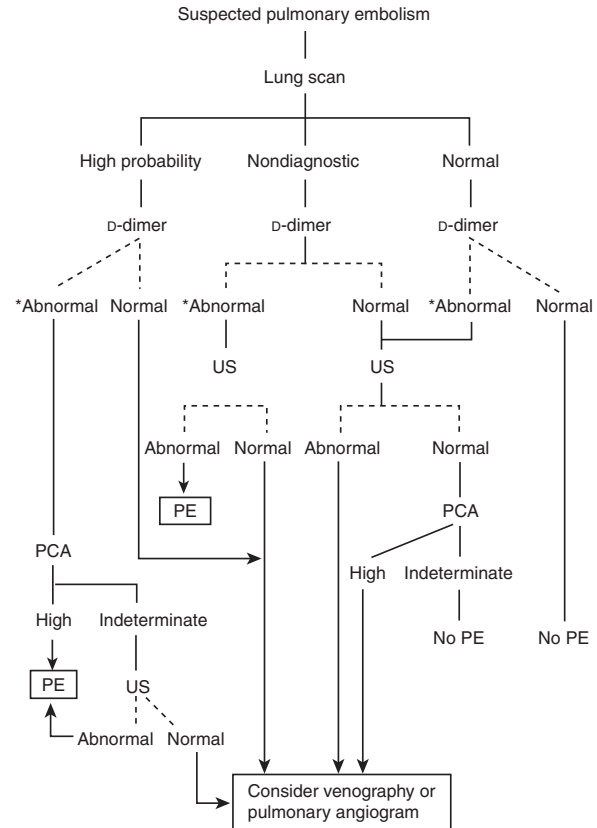 Suspected pulmonary embolism
Lung scan
High probability Nondiagnostic Normal
D-dimer D-dimer D-dimer
*Abnormal Normal *Abnormal Normal *Abnormal Normal
US US
Abnormal Normal Abnormal Normal
PE PCA
PCA High Indeterminate
High Indeterminate No PE No PE
PE US
Abnormal Normal
Consider venography or
pulmonary angiogram